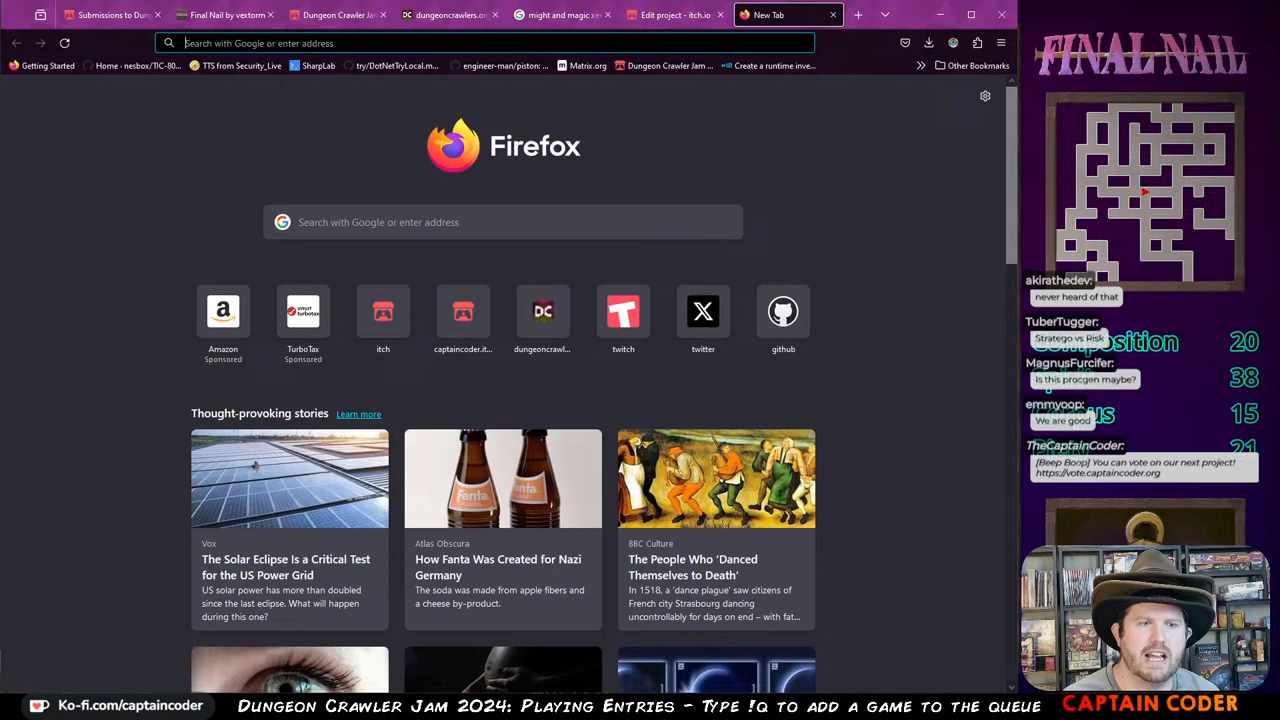 Submissions to Dung
Final Nail by vextorm
Dungeon Crawler Jam
dungeoncrawlers.org
might and magic xee
Edit project - itch.io
New Tab
Search with Google or enter address
Getting Started
Home - nesbox/TIC-80...
TTS from Security_Live
SharpLab
try/DotNetTryLocal.m...
engineer-man/piston: ...
Matrix.org
Dungeon Crawler Jam ...
Create a runtime inve...
Other Bookmarks
Firefox
Search with Google or enter address
Amazon
Sponsored
TurboTax
Sponsored
itch
captaincoder.it...
dungeoncrawl...
twitch
twitter
github
Thought-provoking stories Learn more
Vox
The Solar Eclipse Is a Critical Test
for the US Power Grid
US solar power has more than doubled
since the last eclipse. What will happen
during this one?
Fanta
Fanta
Atlas Obscura
How Fanta Was Created for Nazi
Germany
The soda was made from apple fibers and
a cheese by-product.
BBC Culture
The People Who 'Danced
Themselves to Death'
In 1518, a 'dance plague' saw citizens of
French city Strasbourg dancing
uncontrollably for days on end – with fat...
FINAL NAIL
akirathedev:
never heard of that
TuberTugger:
Stratego vs Risk
Composition 20
MagnusFurcifer:
Is this procgen maybe?
38
emmyoop:
We are good
15
TheCaptainCoder:
21
[Beep Boop] You can vote on our next project!
https://vote.captaincoder.org
Ko-fi.com/captaincoder
Dungeon Crawler Jam 2024: Playing Entries - Type !Q to add a game to the queue
CAPTAIN CODER